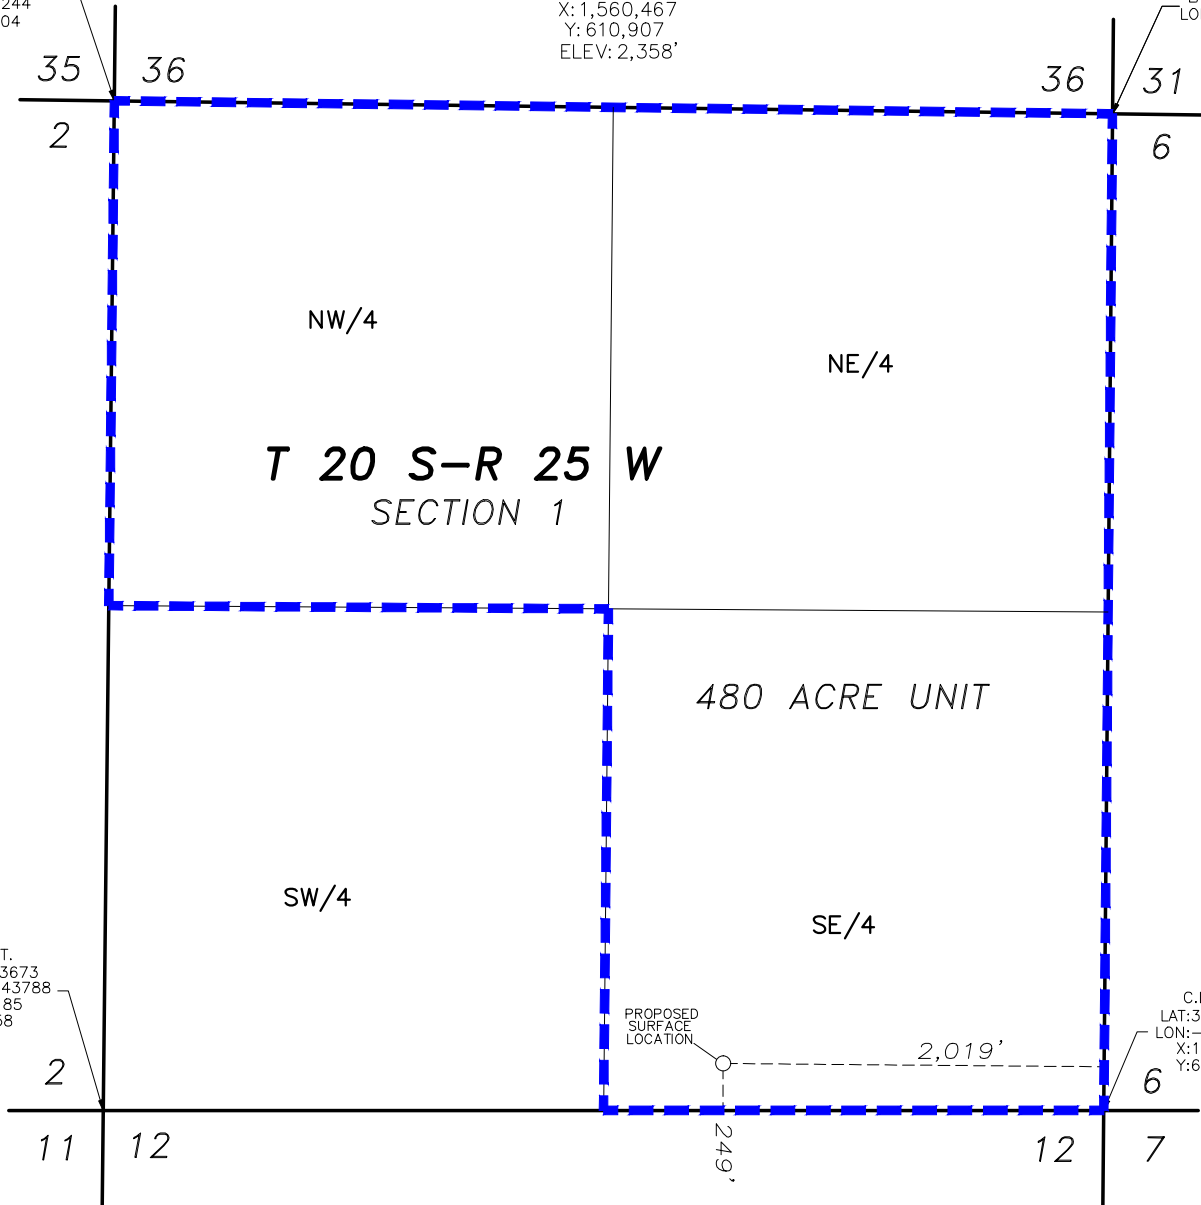 244
04
X: 1,560,467
Y: 610,907
ELEV: 2,358'
LO
35 36
36 31
2
6
NW/4
NE/4
T 20 S-R 25 W
SECTION 1
480 ACRE UNIT
SW/4
SE/4
T.
3673
43788
85
68
PROPOSED
SURFACE
LOCATION
2,019'
249'
LAT:3
LON:-
X:1
Y:6
2
6
11 12
12 7